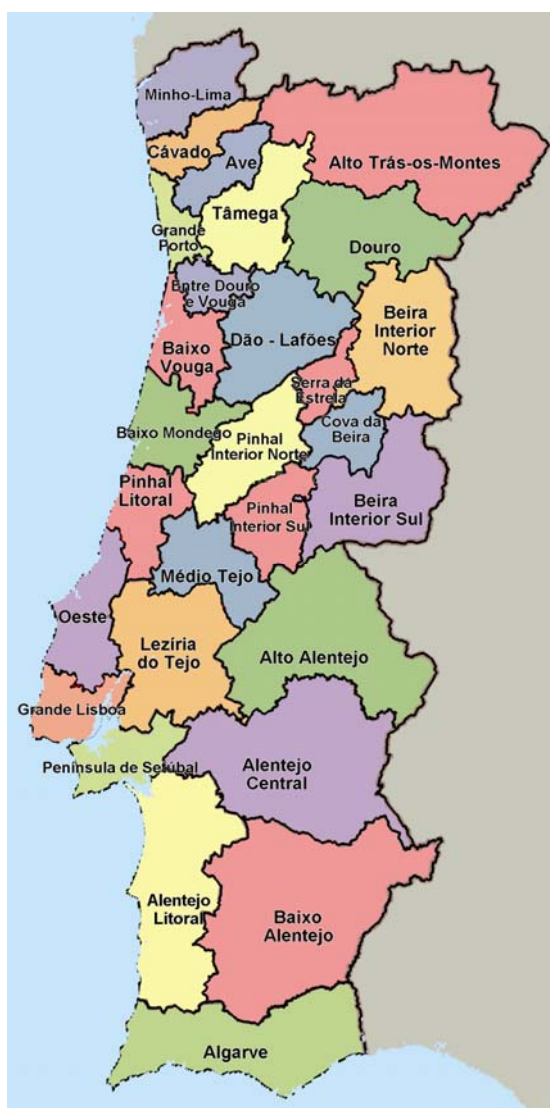 Minho-Lima
Cávado
Ave
Alto Trás-os-Montes
Tâmega
Grande
Porto
Douro
Entre Douro
e Vouga
Beira
Interior
Norte
Dão - Lafões
Baixo
Vouga
Serra da
Estrela
Cova da
Beira
Baixo Mondego
Pinhal
Interior Norte
Pinhal
Litoral
Pinhal
Interior Sul
Beira
Interior Sul
Médio Tejo
Oeste
Lezíria
do Tejo
Alto Alentejo
Grande Lisboa
Península de Setúbal
Alentejo
Central
Alentejo
Litoral
Baixo
Alentejo
Algarve